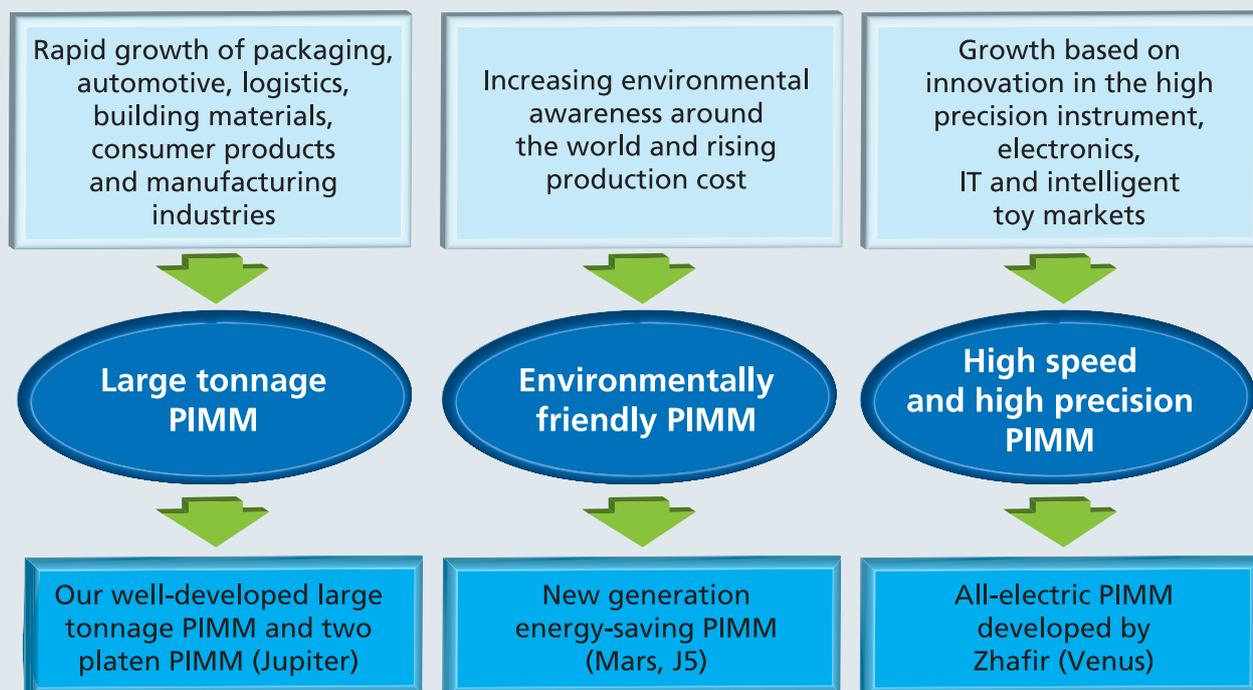 Rapid growth of packaging,
automotive, logistics,
building materials,
consumer products
and manufacturing
industries
Increasing environmental
awareness around
the world and rising
production cost
Growth based on
innovation in the high
precision instrument,
electronics,
IT and intelligent
toy markets
Large tonnage
PIMM
Environmentally
friendly PIMM
High speed
and high precision
PIMM
Our well-developed large
tonnage PIMM and two
platen PIMM (Jupiter)
New generation
energy-saving PIMM
(Mars, J5)
All-electric PIMM
developed by
Zhafir (Venus)